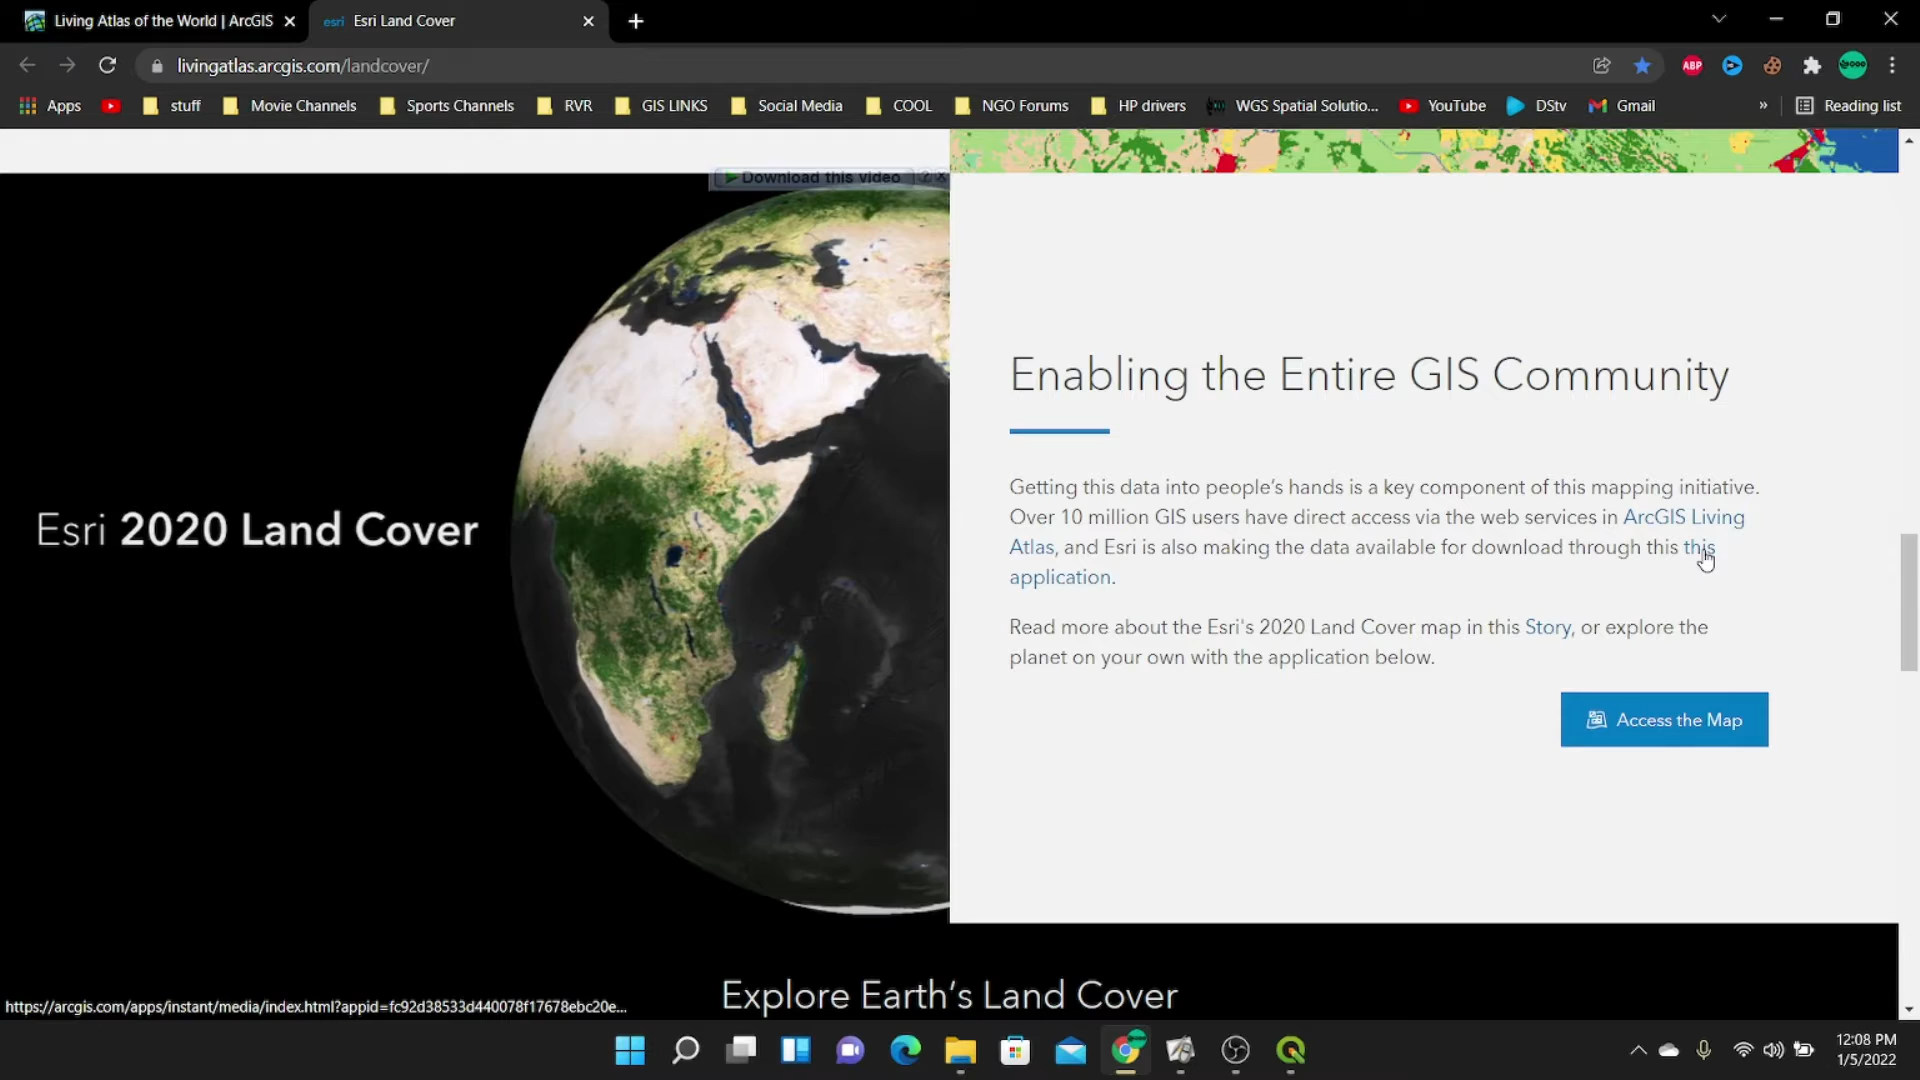 Living Atlas of the World | ArcGIS
esri Esri Land Cover
livingatlas.arcgis.com/landcover/
ABP
Apps
stuff
Movie Channels
Sports Channels
RVR
GIS LINKS
Social Media
COOL
NGO Forums
HP drivers
WGS Spatial Solutio...
YouTube
DStv
Gmail
»
Reading list
Download this video ? x
Esri 2020 Land Cover
Enabling the Entire GIS Community
Getting this data into people's hands is a key component of this mapping initiative.
Over 10 million GIS users have direct access via the web services in ArcGIS Living
Atlas, and Esri is also making the data available for download through this this
application.
Read more about the Esri's 2020 Land Cover map in this Story, or explore the
planet on your own with the application below.
Access the Map
Explore Earth's Land Cover
https://arcgis.com/apps/instant/media/index.html?appid=fc92d38533d440078f17678ebc20e...
12:08 PM
1/5/2022